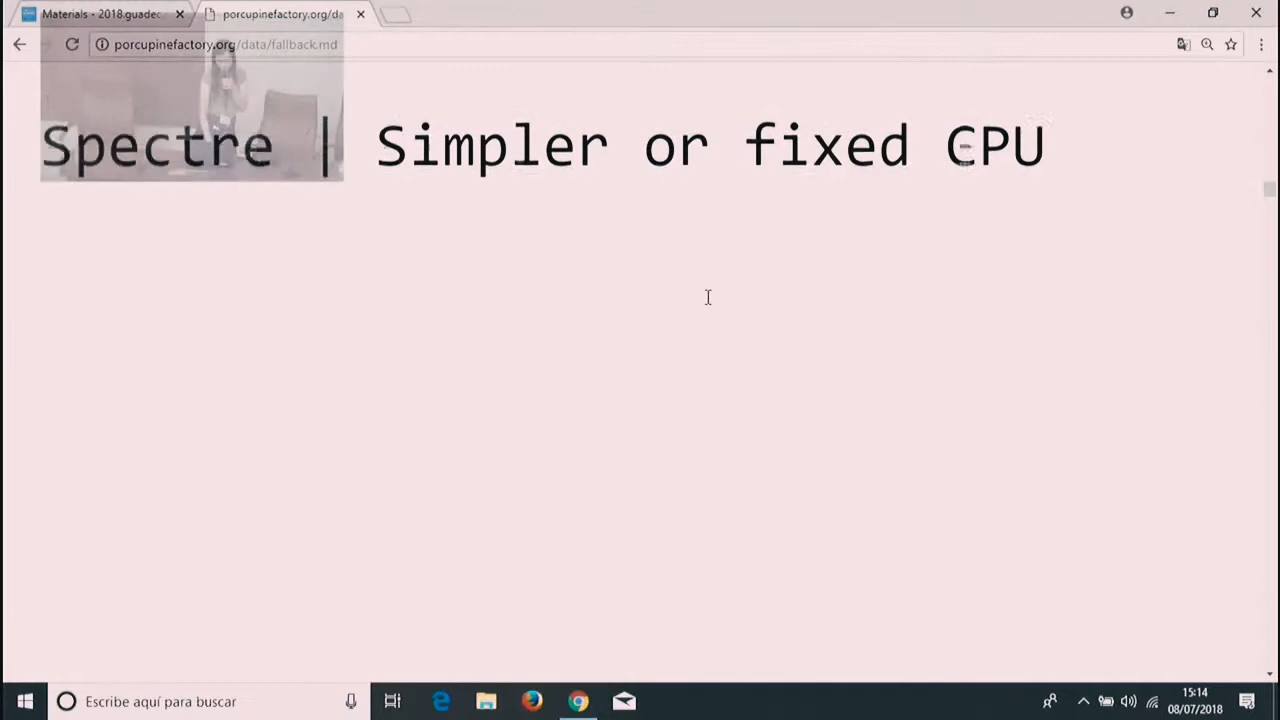 Materials - 2018.guadec
porcupinefactory.org/da
porcupinefactory.org/data/fallback.md
Spectre | Simpler or fixed CPU
Escribe aquí para buscar
15:14
08/07/2018